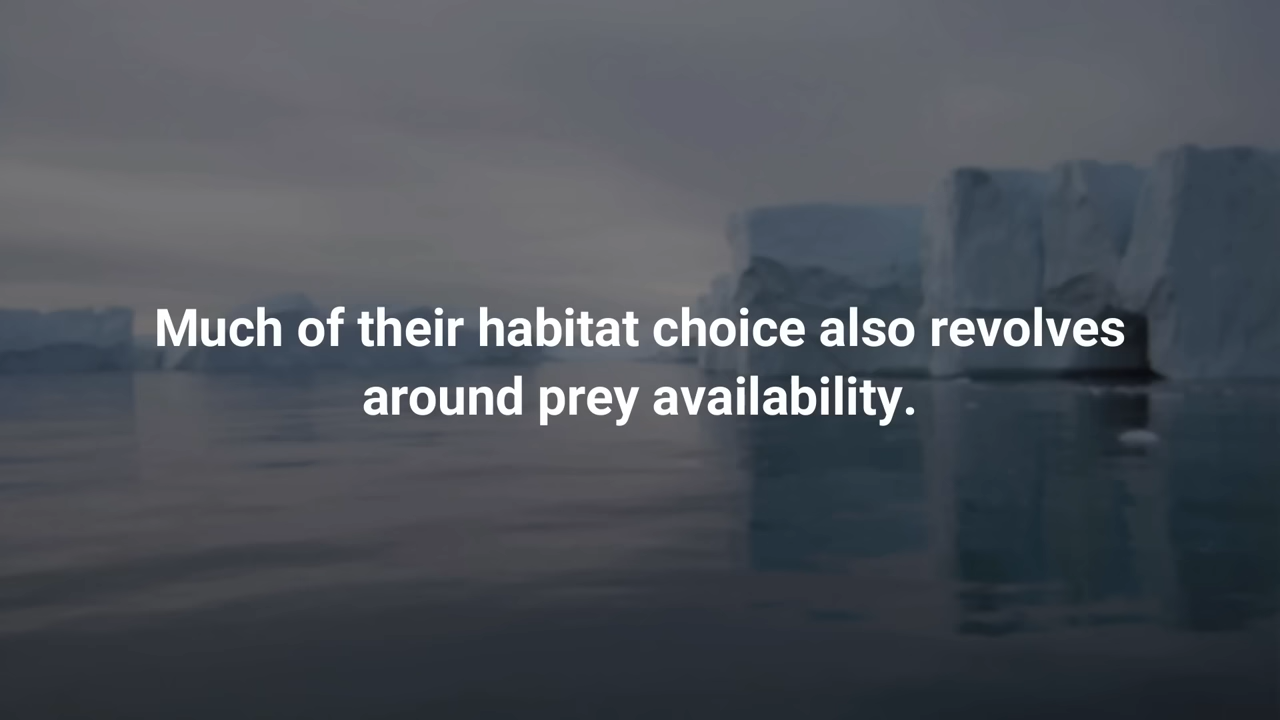 Much of their habitat choice also revolves
around prey availability.